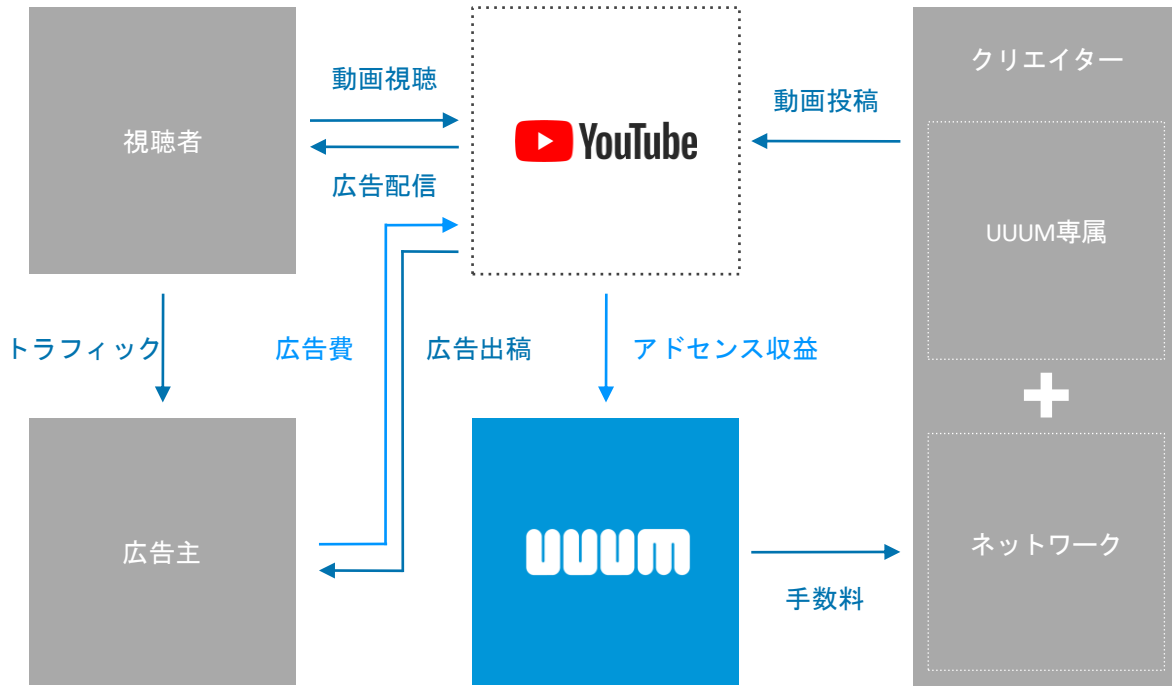 視聴者
動画視聴
広告配信
YouTube
動画投稿
クリエイター
UUUM専属
トラフィック
広告費
広告出稿
アドセンス収益
広告主
UUUM
手数料
ネットワーク